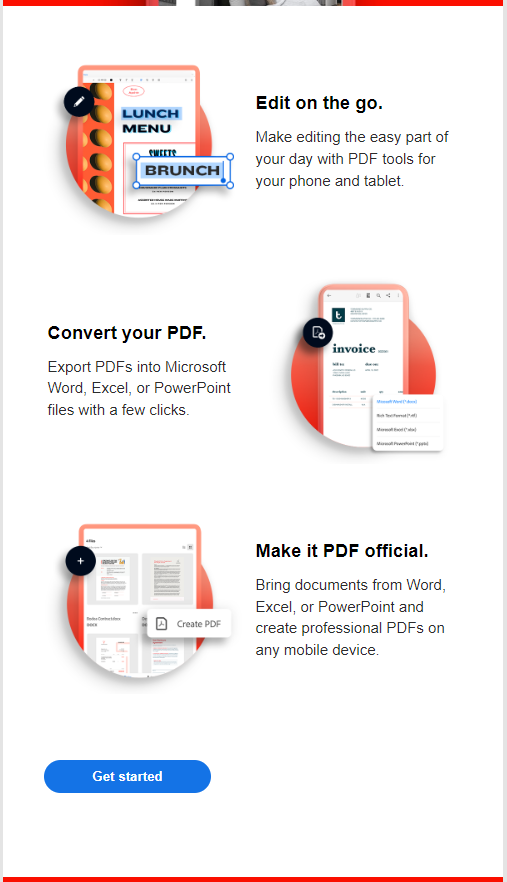 LUNCH
MENU
SWEETS
BRUNCH
Edit on the go.
Make editing the easy part of
your day with PDF tools for
your phone and tablet.
Convert your PDF.
Export PDFs into Microsoft
Word, Excel, or PowerPoint
files with a few clicks.
t
invoice
Microsoft Word (*.docx)
Rich Text Format (*.rtf)
Microsoft Excel (*.xlsx)
Microsoft PowerPoint (*.pptx)
Create PDF
Make it PDF official.
Bring documents from Word,
Excel, or PowerPoint and
create professional PDFs on
any mobile device.
Get started